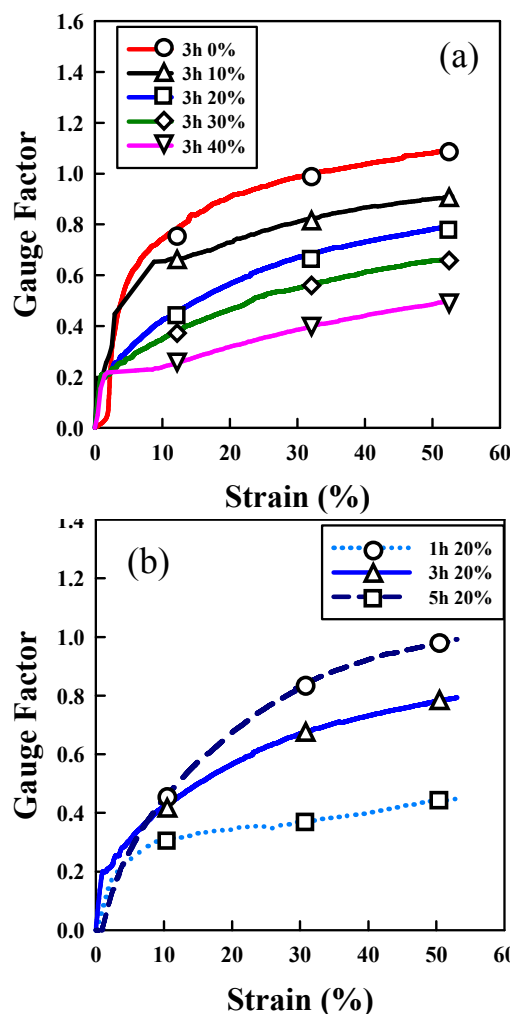 1.6
1.4
1.2
1.0
0.8
0.6
0.4
0.2
0.0
Gauge Factor
3h 0%
3h 10%
3h 20%
3h 30%
3h 40%
(a)
0 10 20 30 40 50 60
Strain (%)
1.4
1.2
1.0
0.8
0.6
0.4
0.2
0.0
Gauge Factor
(b)
1h 20%
3h 20%
5h 20%
0 10 20 30 40 50 60
Strain (%)